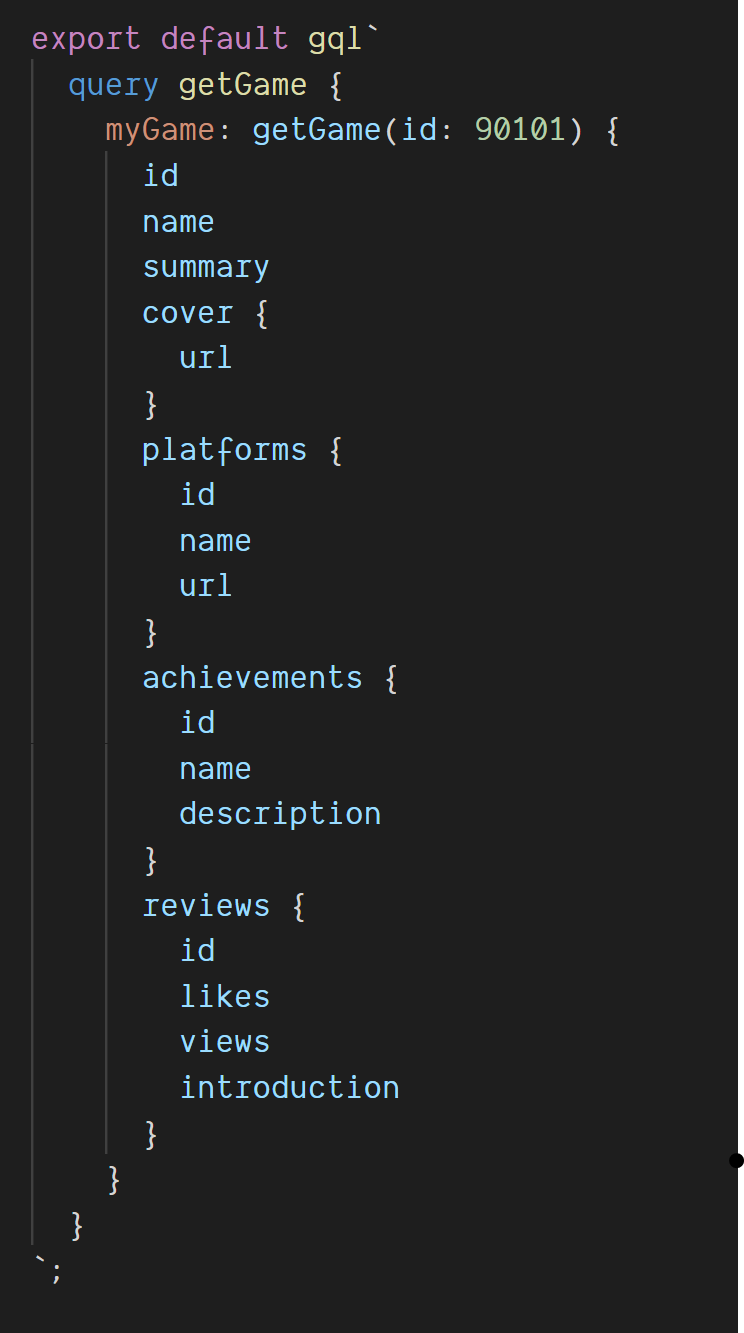 export default gql`
  query getGame {
    myGame: getGame(id: 90101) {
      id
      name
      summary
      cover {
        url
      }
      platforms {
        id
        name
        url
      }
      achievements {
        id
        name
        description
      }
      reviews {
        id
        likes
        views
        introduction
      }
    }
  }
`;